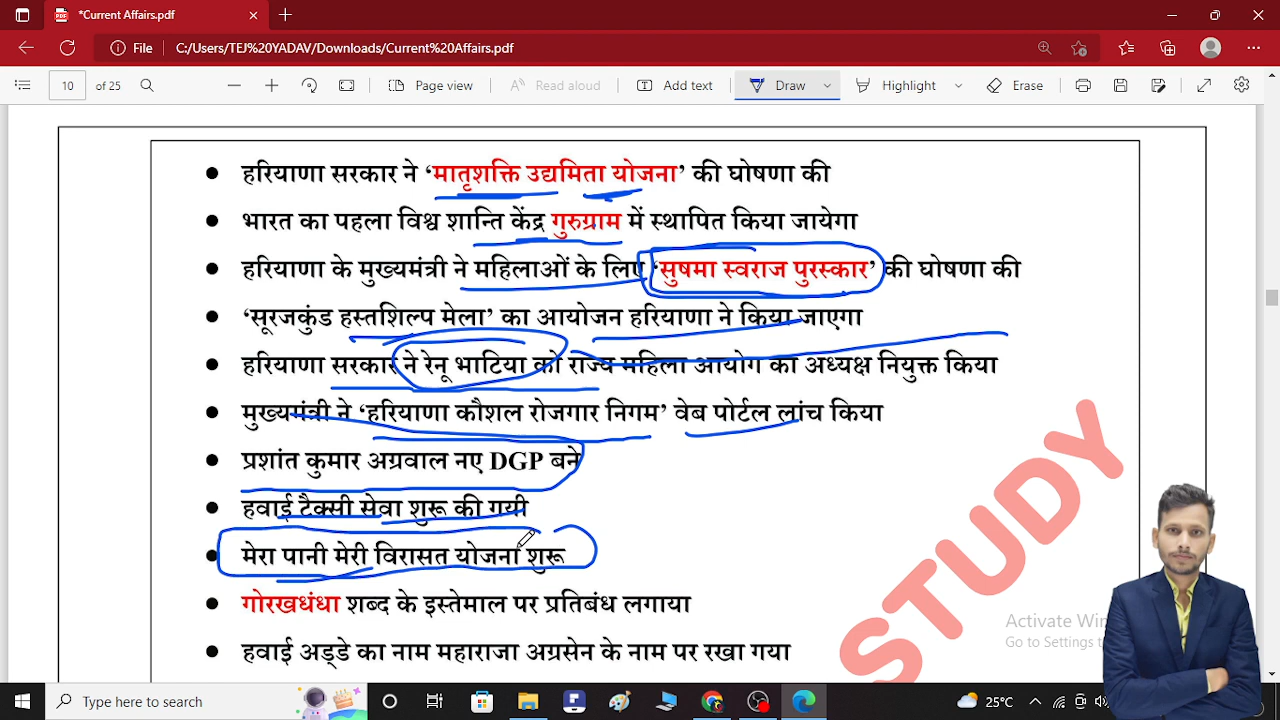 *Current Affairs.pdf
File C:/Users/TEJ%20YADAV/Downloads/Current%20Affairs.pdf
10 of 25 Page view Read aloud Add text Draw Highlight Erase
हरियाणा सरकार ने ‘मातृशक्ति उद्यमिता योजना’ की घोषणा की
भारत का पहला विश्व शान्ति केंद्र गुरुग्राम में स्थापित किया जायेगा
हरियाणा के मुख्यमंत्री ने महिलाओं के लिए ‘सुषमा स्वराज पुरस्कार’ की घोषणा की
‘सूरजकुंड हस्तशिल्प मेला’ का आयोजन हरियाणा ने किया जाएगा
हरियाणा सरकार ने रेनू भाटिया को राज्य महिला आयोग का अध्यक्ष नियुक्त किया
मुख्यमंत्री ने ‘हरियाणा कौशल रोजगार निगम’ वेब पोर्टल लांच किया
प्रशांत कुमार अग्रवाल नए DGP बने
हवाई टैक्सी सेवा शुरू की गयी
मेरा पानी मेरी विरासत योजना शुरू
गोरखधंधा शब्द के इस्तेमाल पर प्रतिबंध लगाया
हवाई अड्डे का नाम महाराजा अग्रसेन के नाम पर रखा गया
STUDY
Activate
Go to Settings
Type here to search 25°C